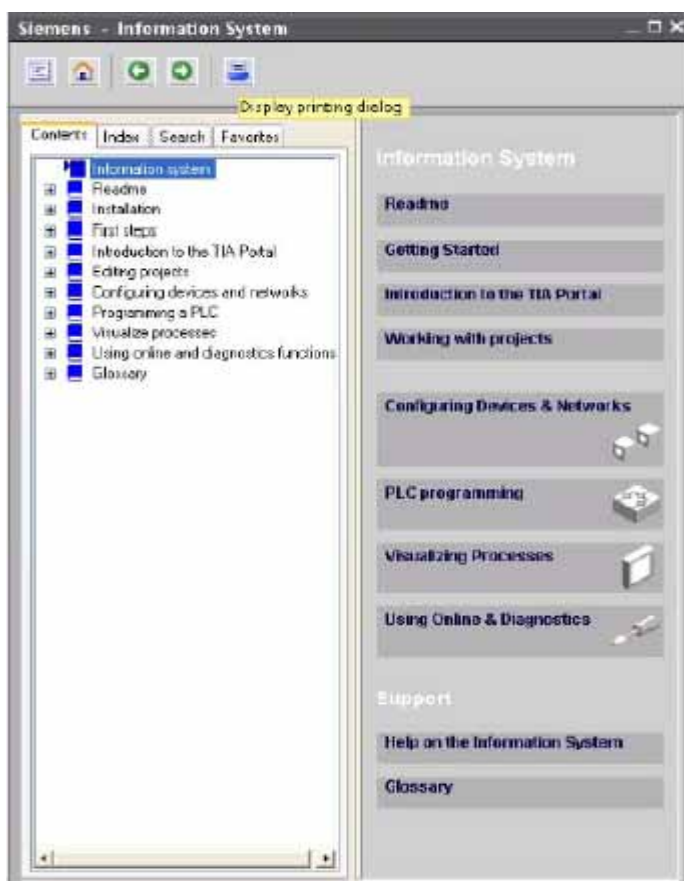 Siemens - Information System
Display printing dialog
Contents Index Search Favorites
Information system
Readme
Installation
First steps
Introduction to the TIA Portal
Editing projects
Configuring devices and networks
Programming a PLC
Visualize processes
Using online and diagnostics functions
Glossary
Information System
Readme
Getting Started
Introduction to the TIA Portal
Working with projects
Configuring Devices & Networks
PLC programming
Visualizing Processes
Using Online & Diagnostics
Support
Help on the Information System
Glossary